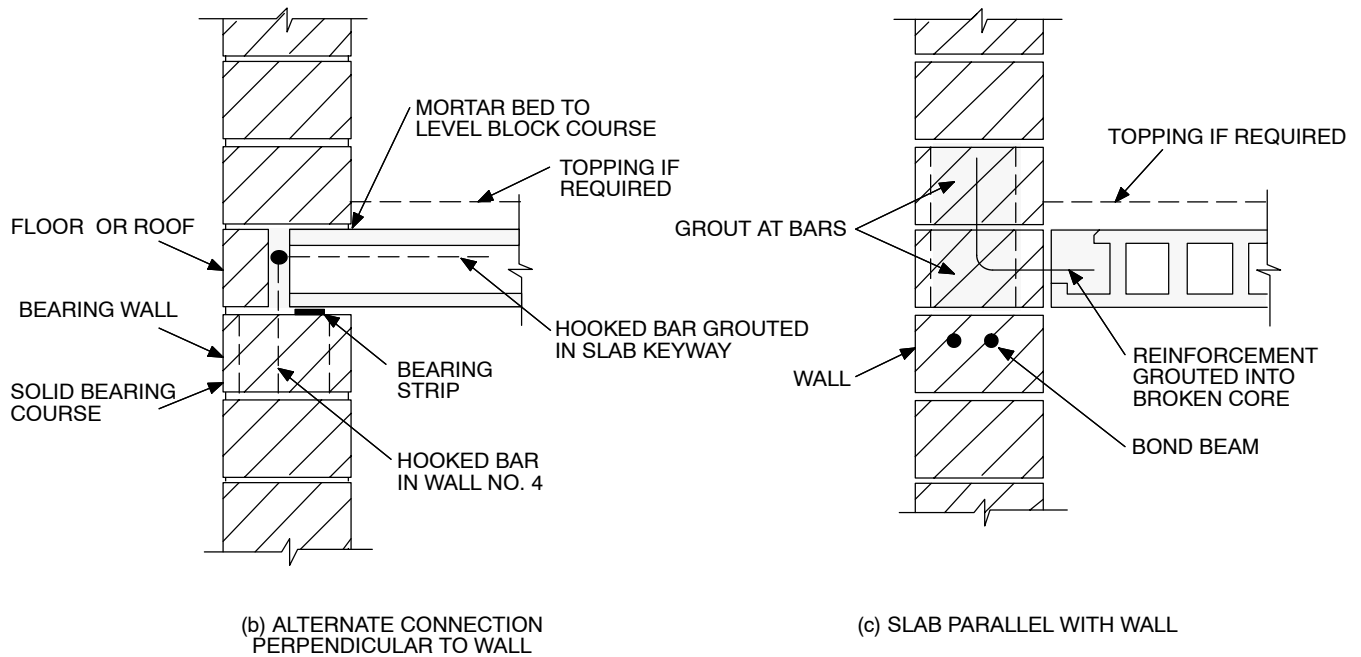 MORTAR BED TO
LEVEL BLOCK COURSE
TOPPING IF
REQUIRED
FLOOR OR ROOF
BEARING WALL
SOLID BEARING
COURSE
BEARING
STRIP
HOOKED BAR GROUTED
IN SLAB KEYWAY
HOOKED BAR
IN WALL NO. 4
(b) ALTERNATE CONNECTION
PERPENDICULAR TO WALL
TOPPING IF REQUIRED
GROUT AT BARS
WALL
REINFORCEMENT
GROUTED INTO
BROKEN CORE
BOND BEAM
(c) SLAB PARALLEL WITH WALL